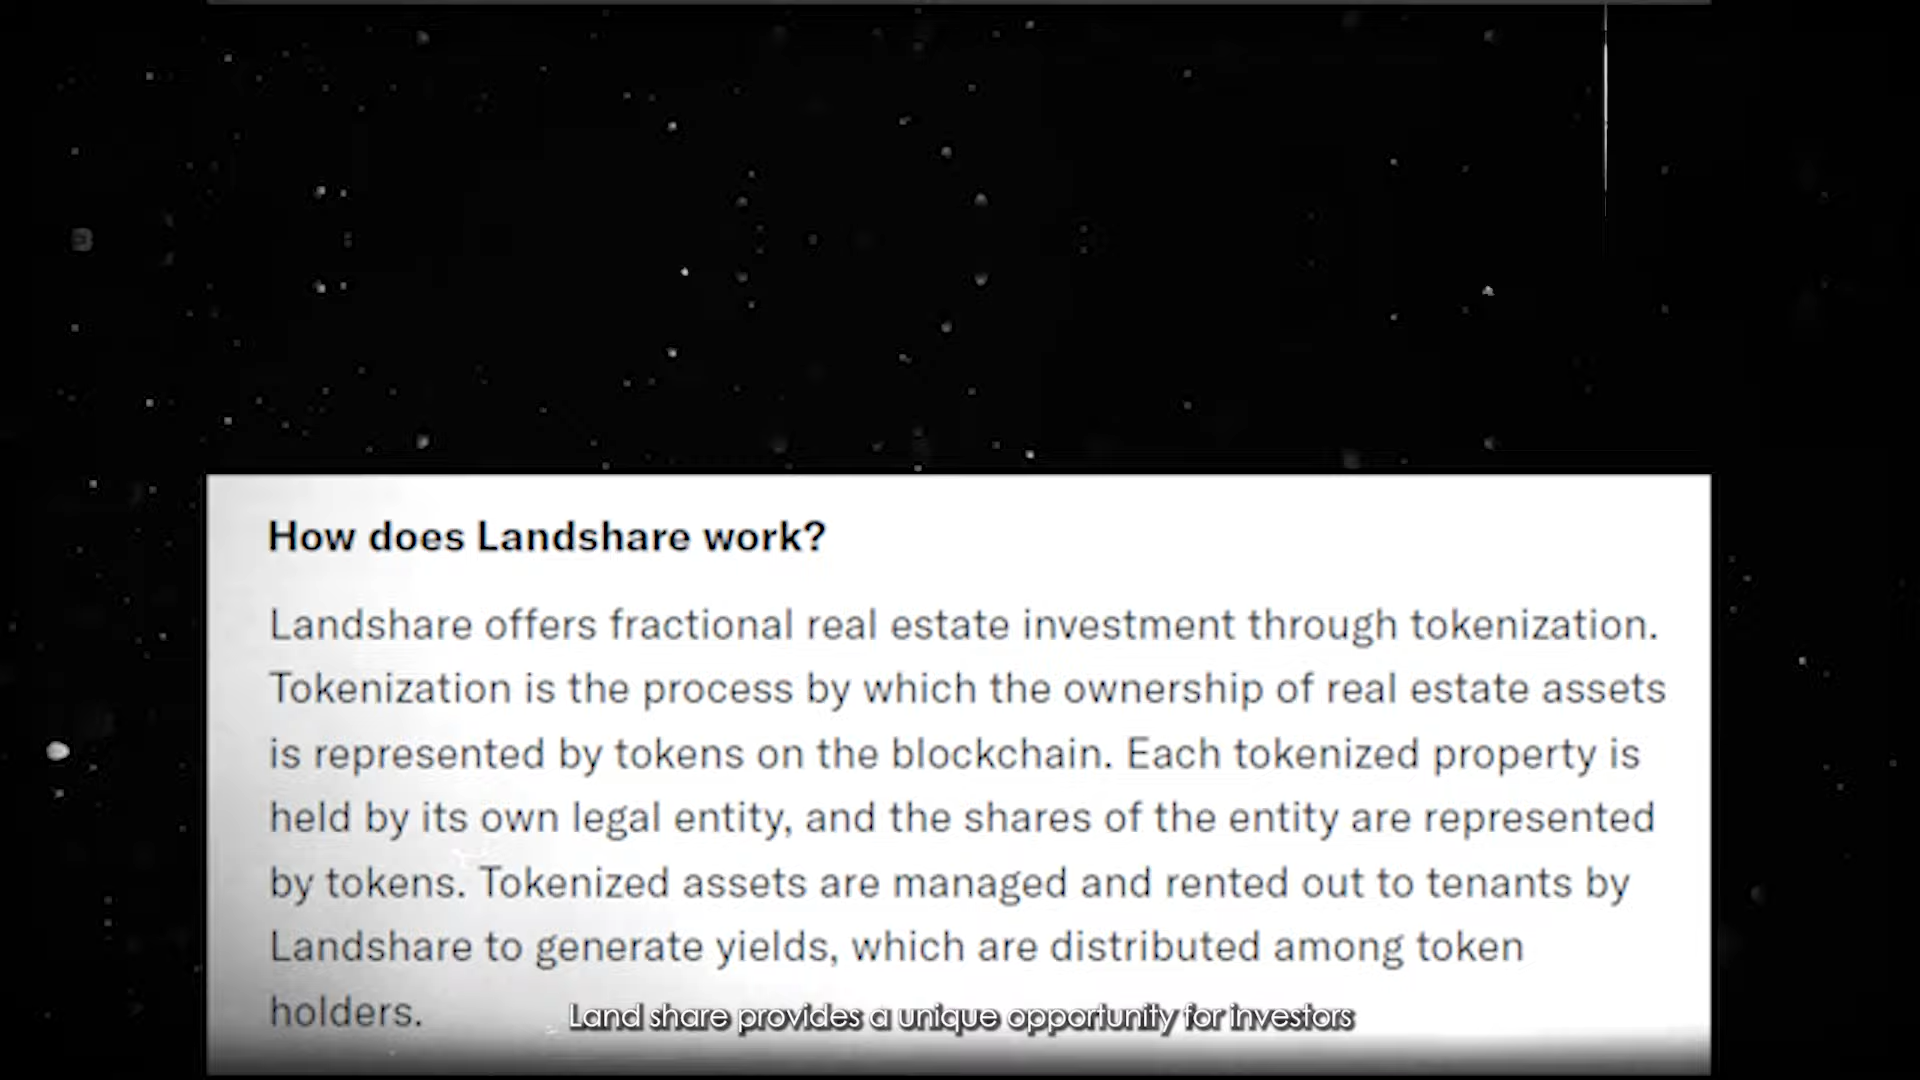 How does Landshare work?
Landshare offers fractional real estate investment through tokenization.
Tokenization is the process by which the ownership of real estate assets
is represented by tokens on the blockchain. Each tokenized property is
held by its own legal entity, and the shares of the entity are represented
by tokens. Tokenized assets are managed and rented out to tenants by
Landshare to generate yields, which are distributed among token
holders.
Land share provides a unique opportunity for investors